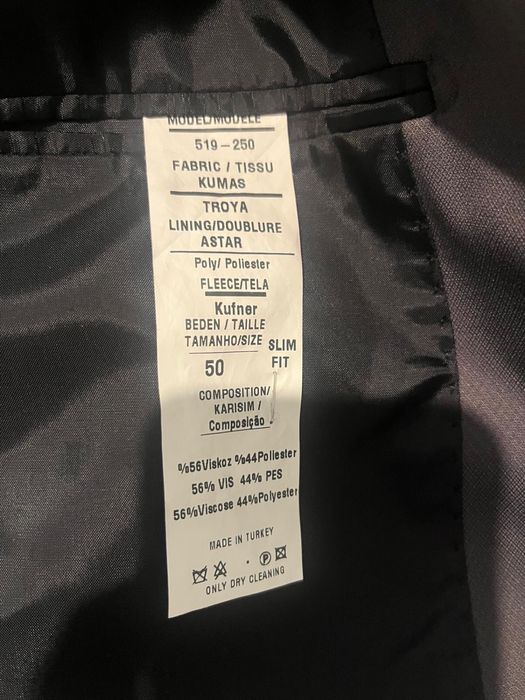 MODEL/MODELE
519-250
FABRIC / TISSU
KUMAS
TROYA
LINING/DOUBLURE
ASTAR
Poly/ Poliester
FLEECE/TELA
Kufner
BEDEN / TAILLE
TAMANHO/SIZE
50
SLIM
FIT
COMPOSITION/
KARISIM /
Composição
%56Viskoz %44Poliester
56% VIS 44% PES
56%Viscose 44%Polyester
MADE IN TURKEY
P
ONLY DRY CLEANING